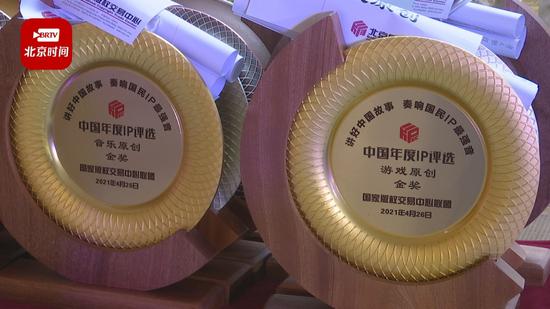 BRTV
北京时间
讲好中国故事 奏响国民IP最强音
中国年度IP评选
音乐原创
金奖
国家版权交易中心联盟
2021年4月26日
讲好中国故事 奏响国民IP最强音
中国年度IP评选
游戏原创
金奖
国家版权交易中心联盟
2021年4月26日